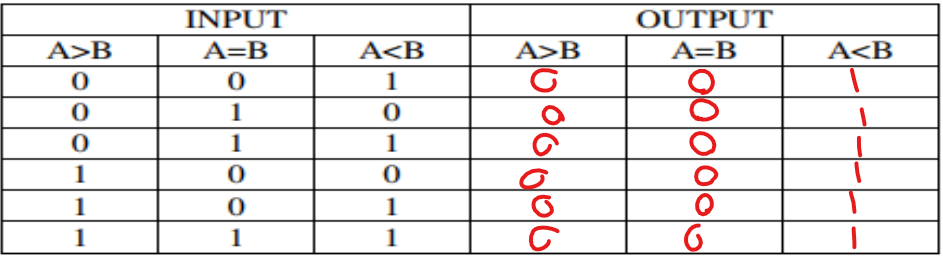 INPUT OUTPUT
A>B A=B A<B A>B A=B A<B
0 0 1 0 0 1
0 1 0 0 0 1
0 1 1 0 0 1
1 0 0 0 0 1
1 0 1 0 0 1
1 1 1 0 0 1